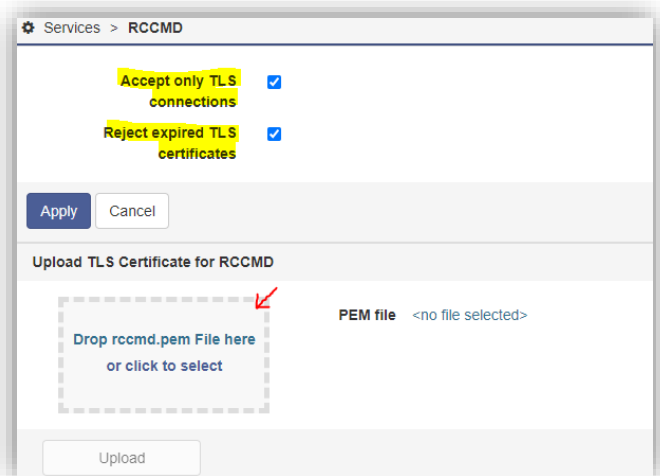 Services > RCCMD
Accept only TLS
connections
Reject expired TLS
certificates
Apply Cancel
Upload TLS Certificate for RCCMD
Drop rccmd.pem File here
or click to select
PEM file <no file selected>
Upload